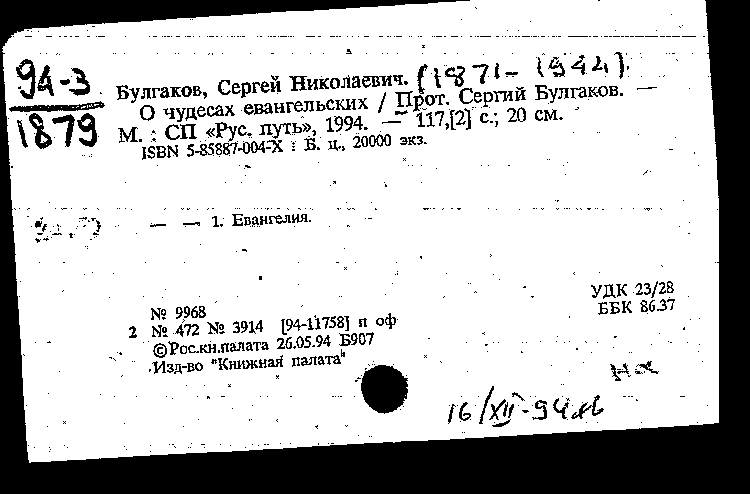 94-3
1879
Булгаков, Сергей Николаевич. (1871-1944).
О чудесах евангельских / Прот. Сергий Булгаков. —
М. : СП «Рус. путь», 1994. — 117,[2] с.; 20 см.
ISBN 5-85887-004-X : Б. ц., 20000 экз.
— — 1. Евангелия.
УДК 23/28
ББК 86.37
№ 9968
2 № 472 № 3914 [94-11758] п оф
©Рос.кн.палата 26.05.94 Б907
Изд-во "Книжная палата"
16/XII-94